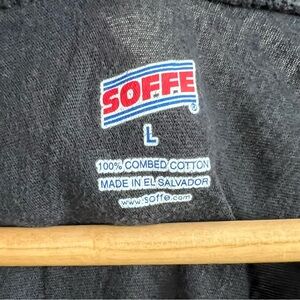 SOFFE®
L
100% COMBED COTTON
MADE IN EL SALVADOR
www.soffe.com